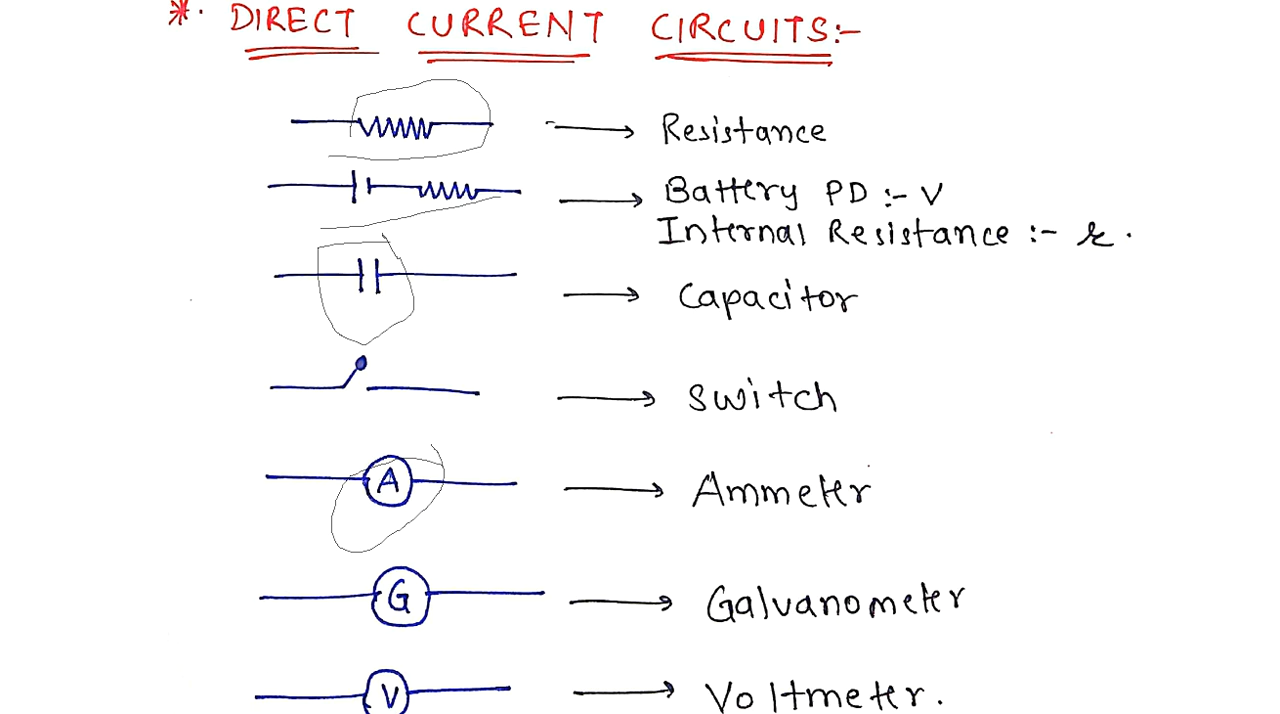 *. DIRECT CURRENT CIRCUITS:-
Resistance
Battery PD :- V
Internal Resistance :- r.
Capacitor
Switch
A Ammeter
G Galvanometer
V Voltmeter.